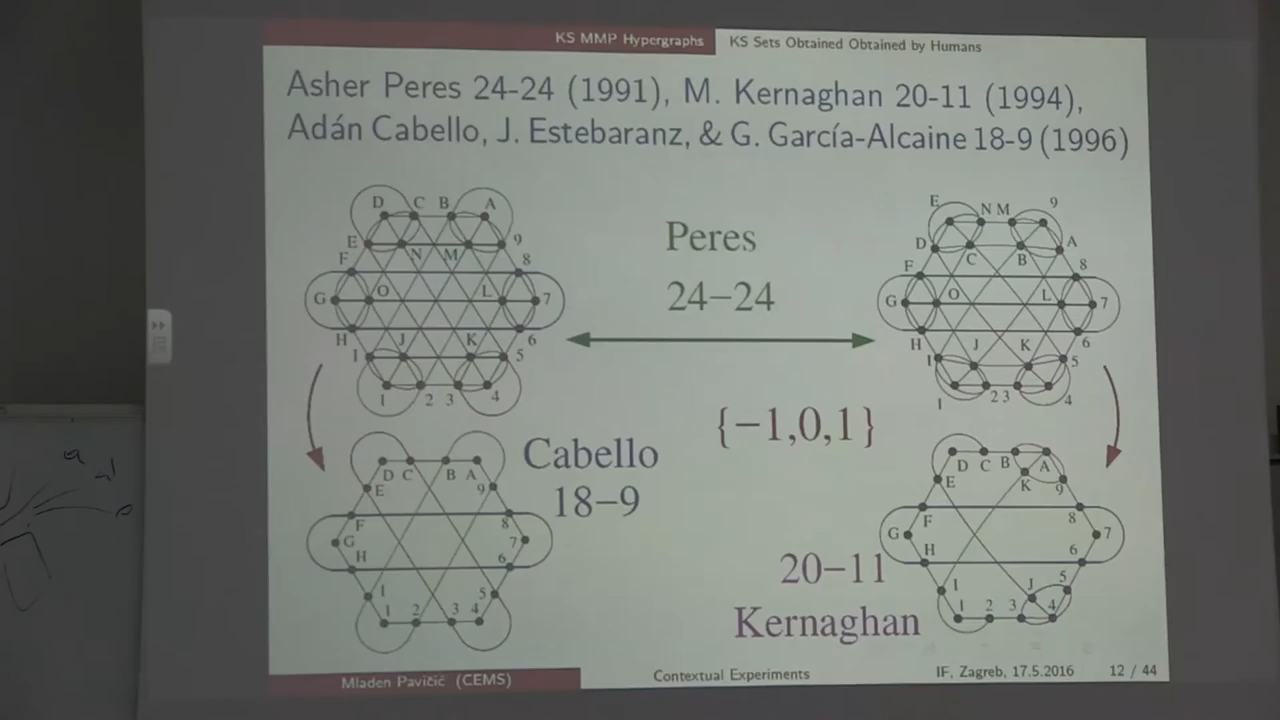 KS MMP Hypergraphs KS Sets Obtained Obtained by Humans
Asher Peres 24-24 (1991), M. Kernaghan 20-11 (1994),
Adán Cabello, J. Estebaranz, & G. García-Alcaine 18-9 (1996)
D C B A
E N M 9
F 8
G O L 7
H J K 6
I 5
1 2 3 4
Peres
24–24
E N M 9
D C B A
F 8
G O L 7
H J K 6
I 5
1 2 3 4
{−1,0,1}
D C B A
E 9
F 8
G 7
H 6
I 5
1 2 3 4
Cabello
18–9
D C B A
E K 9
F 8
G 7
H 6
I J 5
1 2 3 4
20–11
Kernaghan
Mladen Pavičić (CEMS) Contextual Experiments IF, Zagreb, 17.5.2016 12 / 44